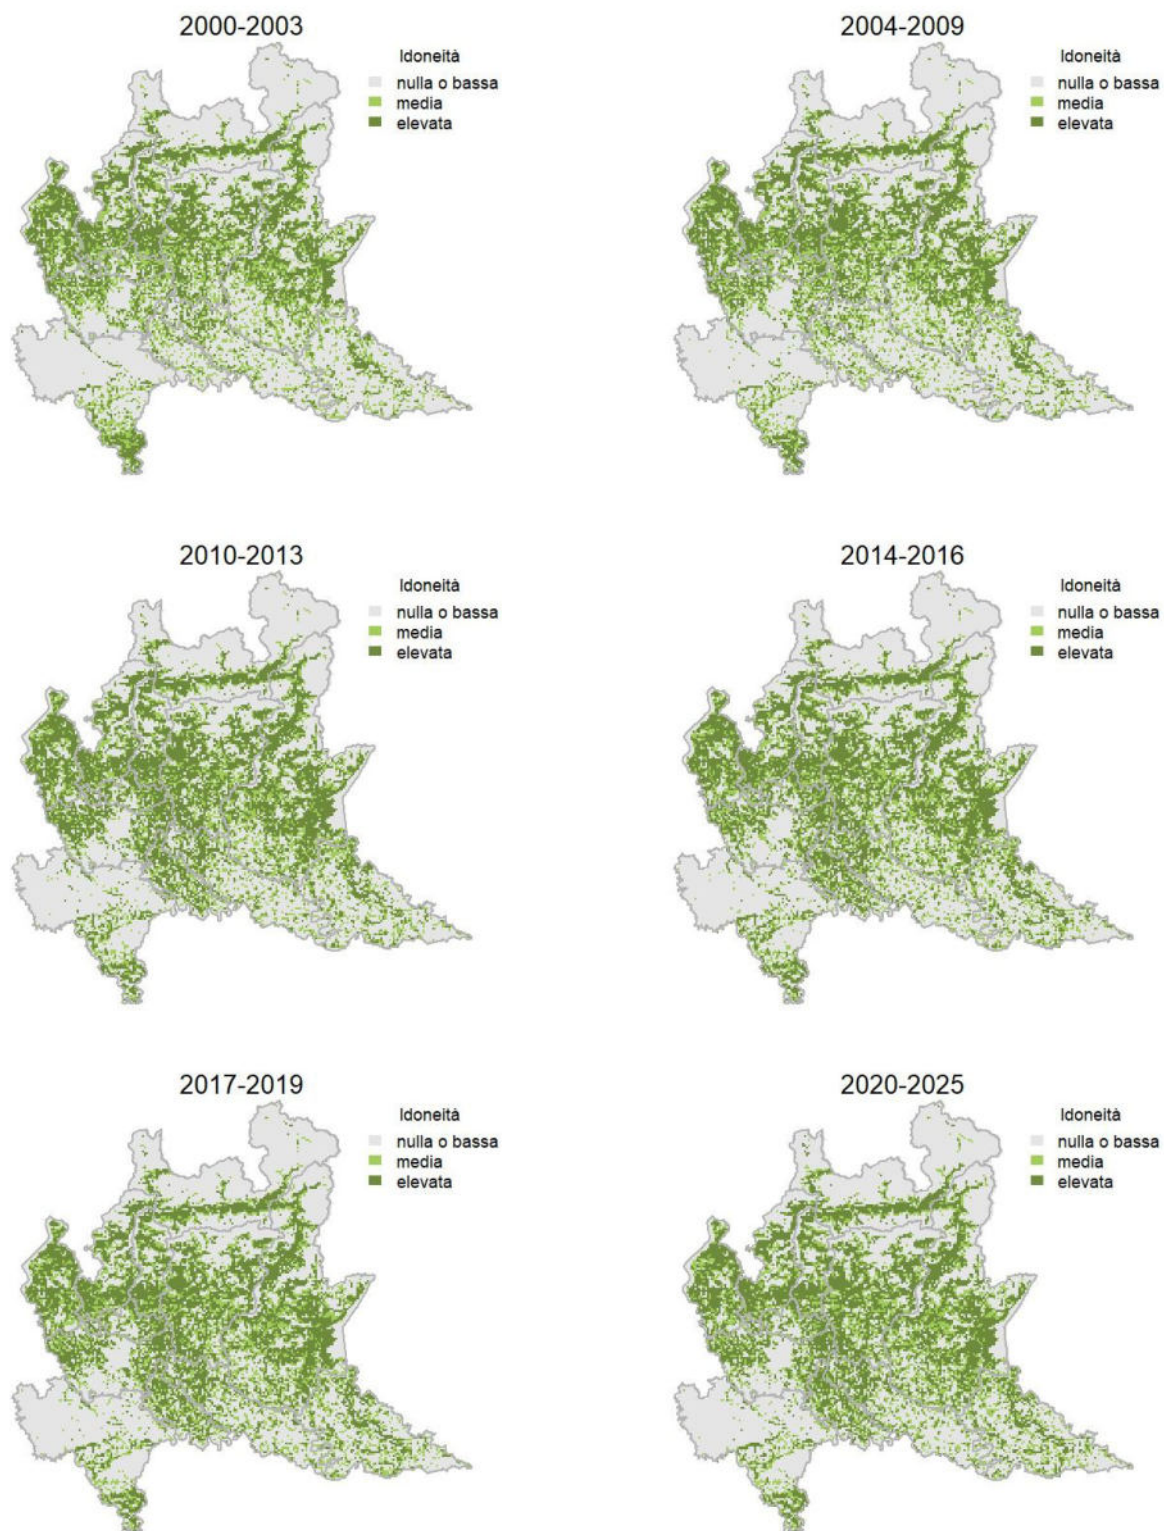 2000-2003
Idoneità
nulla o bassa
media
elevata
2004-2009
Idoneità
nulla o bassa
media
elevata
2010-2013
Idoneità
nulla o bassa
media
elevata
2014-2016
Idoneità
nulla o bassa
media
elevata
2017-2019
Idoneità
nulla o bassa
media
elevata
2020-2025
Idoneità
nulla o bassa
media
elevata